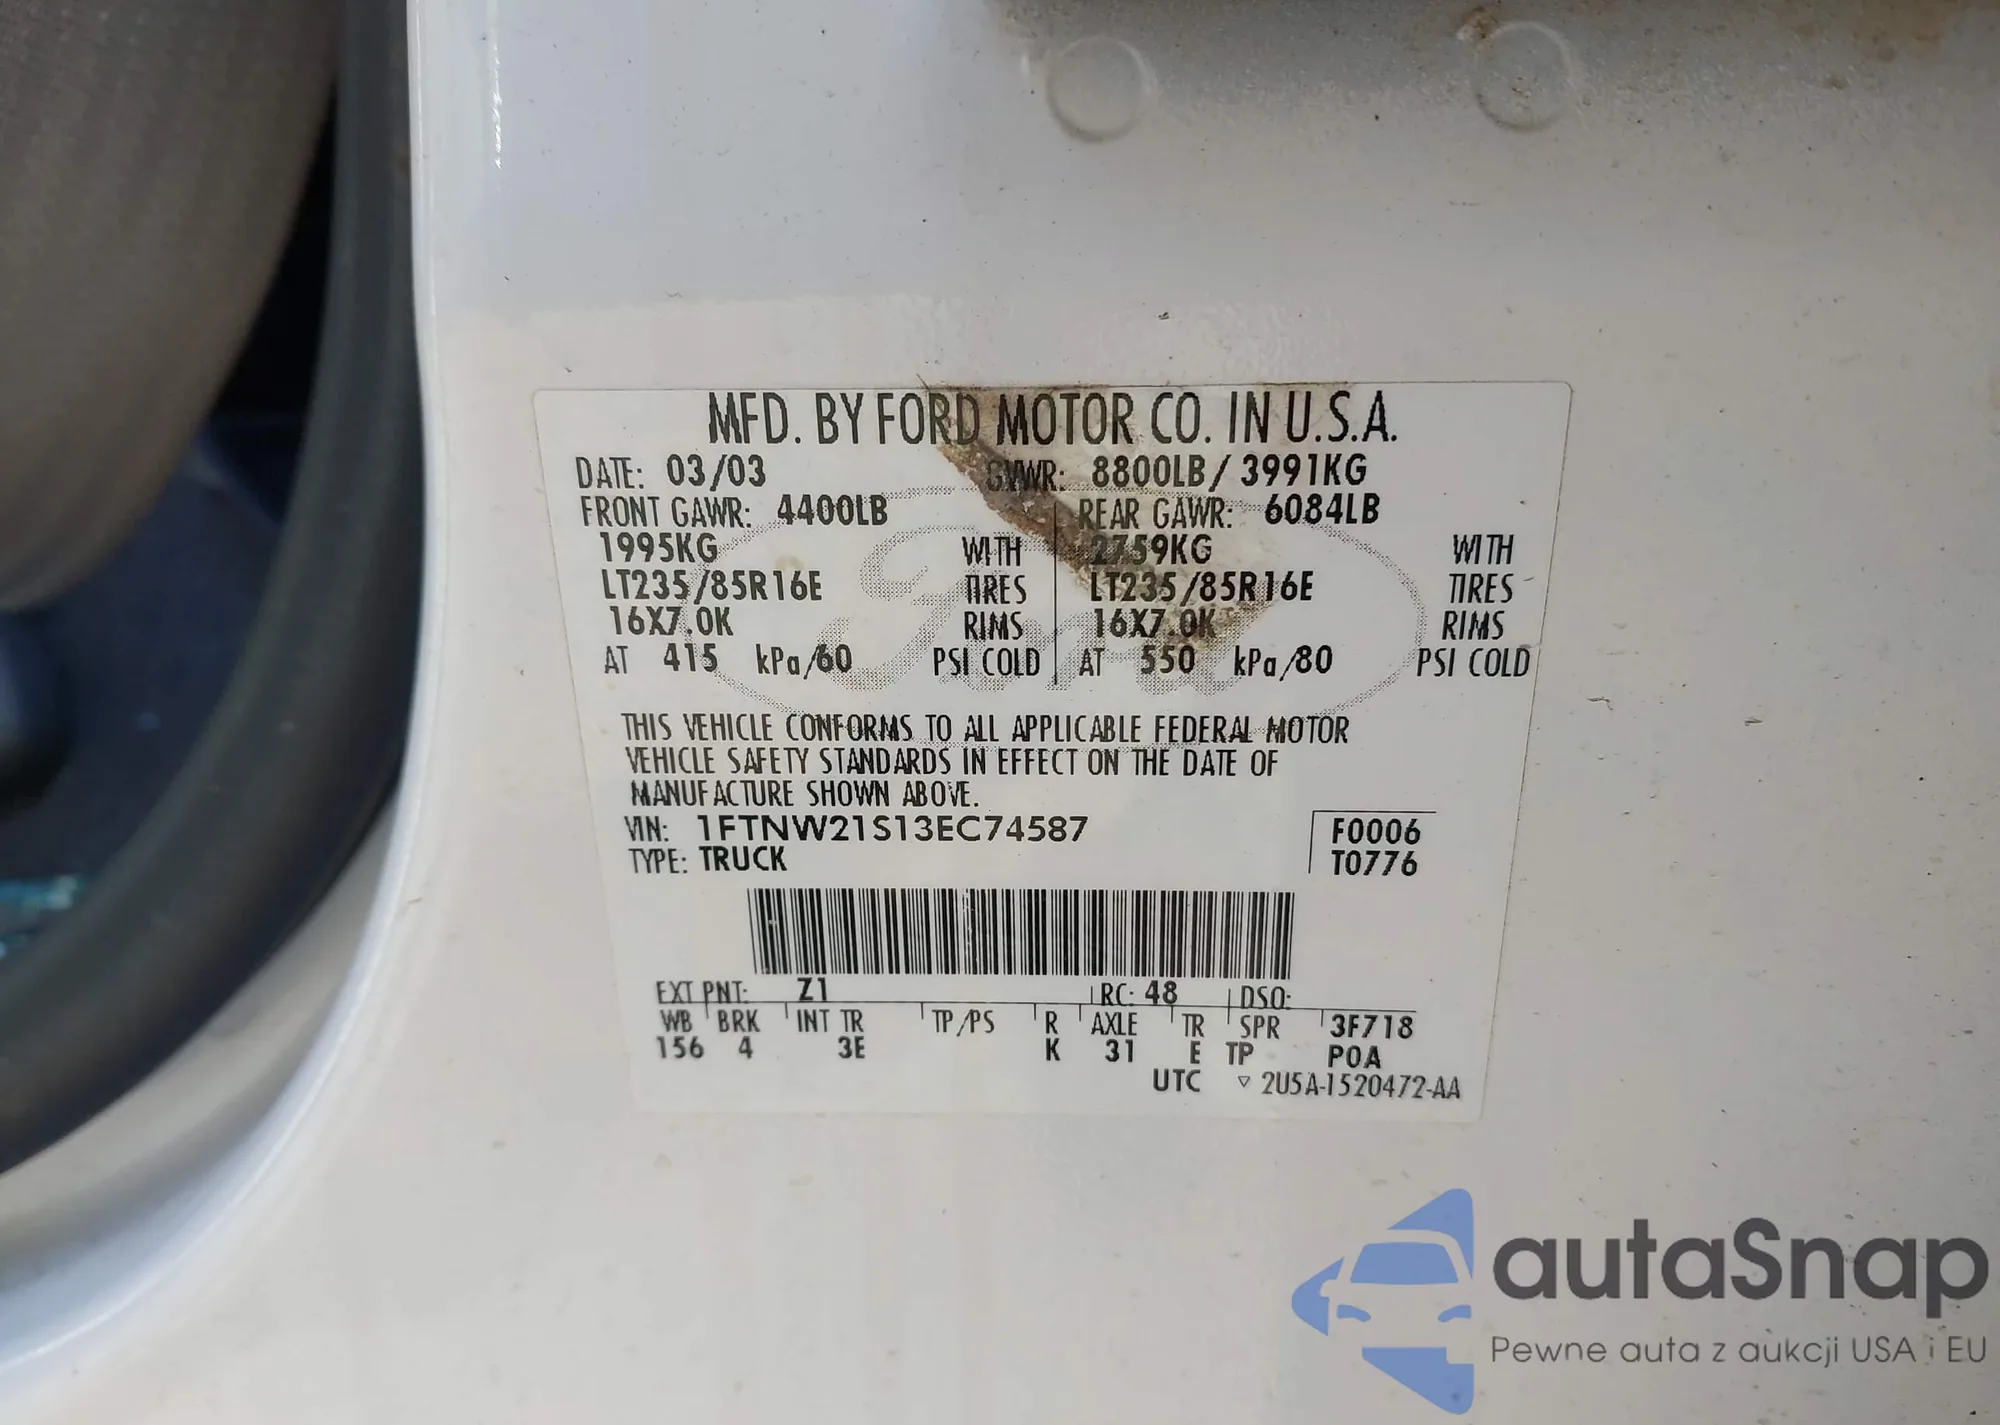 MFD. BY FORD MOTOR CO. IN U.S.A.
DATE: 03/03 GVWR: 8800LB/ 3991KG
FRONT GAWR: 4400LB REAR GAWR: 6084LB
1995KG WITH 2759KG WITH
LT235/85R16E TIRES LT235/85R16E TIRES
16X7.0K RIMS 16X7.0K RIMS
AT 415 kPa/60 PSI COLD AT 550 kPa/80 PSI COLD
THIS VEHICLE CONFORMS TO ALL APPLICABLE FEDERAL MOTOR
VEHICLE SAFETY STANDARDS IN EFFECT ON THE DATE OF
MANUFACTURE SHOWN ABOVE.
VIN: 1FTNW21S13EC74587 F0006
TYPE: TRUCK T0776
EXT PNT: Z1 RC: 48 DSO:
WB BRK INT TR TP/PS R AXLE TR SPR 3F718
156 4 3E K 31 E TP P0A
UTC ▽ 2U5A-1520472-AA
autaSnap
Pewne auta z aukcji USA i EU